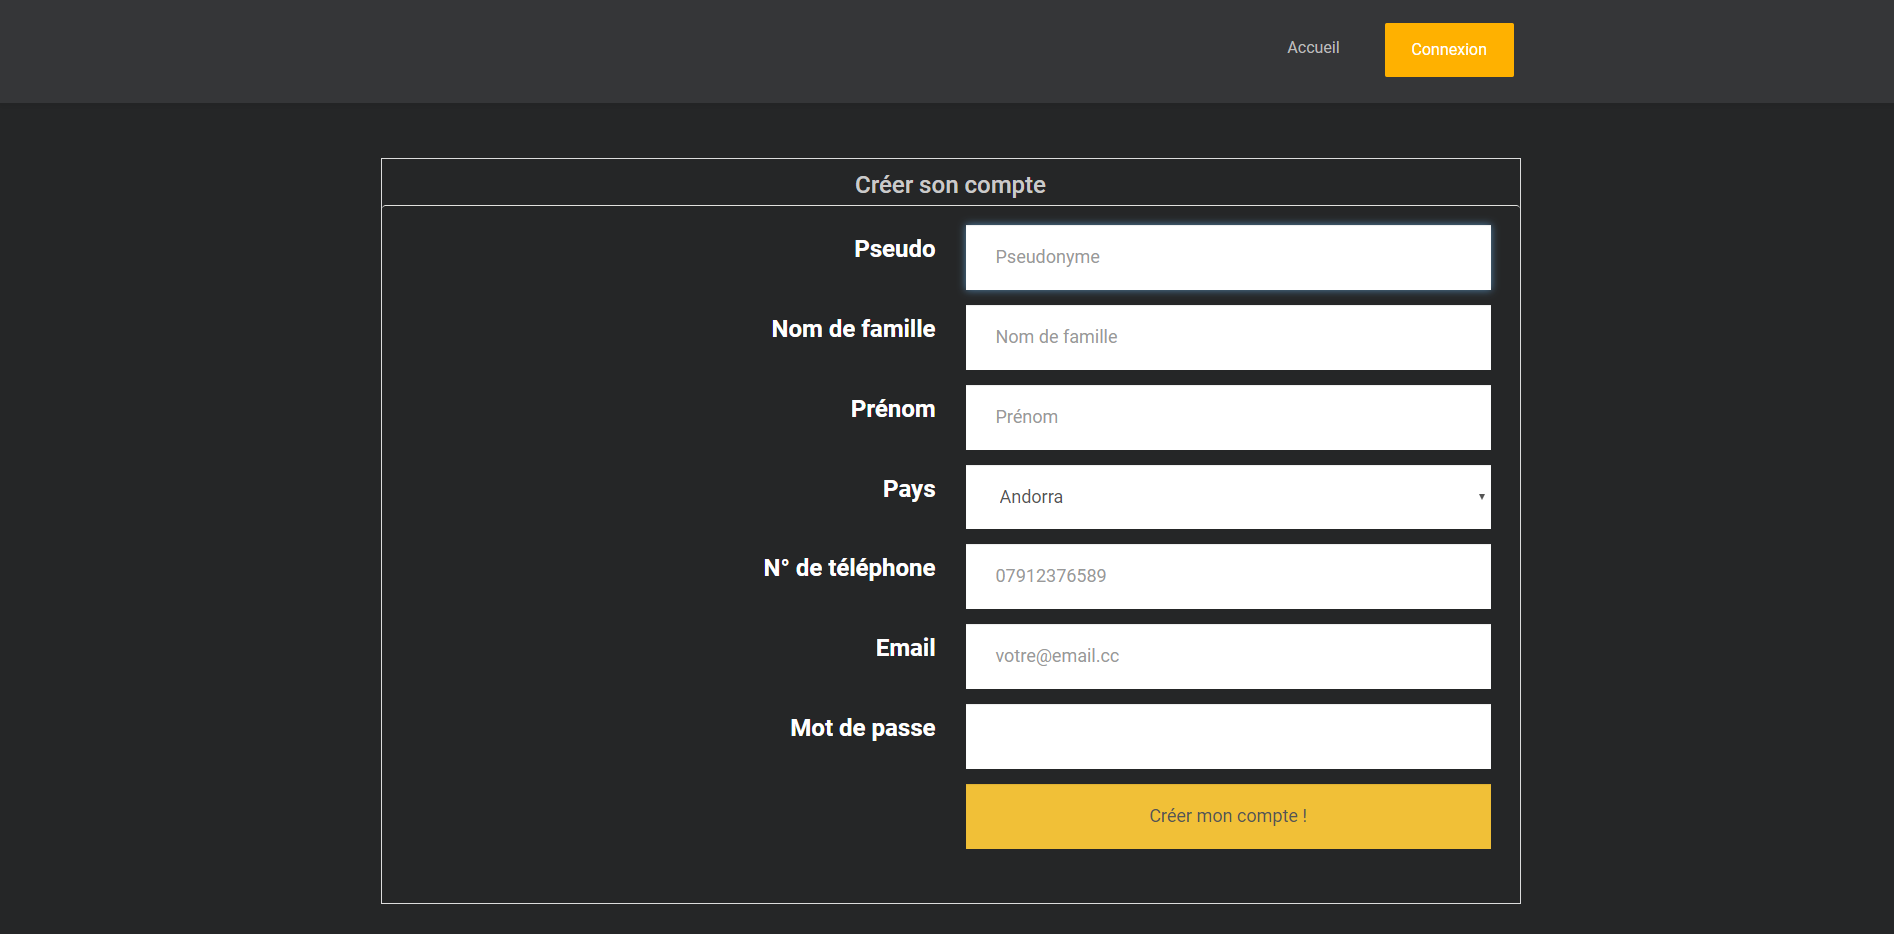 Accueil
Connexion
Créer son compte
Pseudo
Pseudonyme
Nom de famille
Nom de famille
Prénom
Prénom
Pays
Andorra
N° de téléphone
07912376589
Email
votre@email.cc
Mot de passe
Créer mon compte !